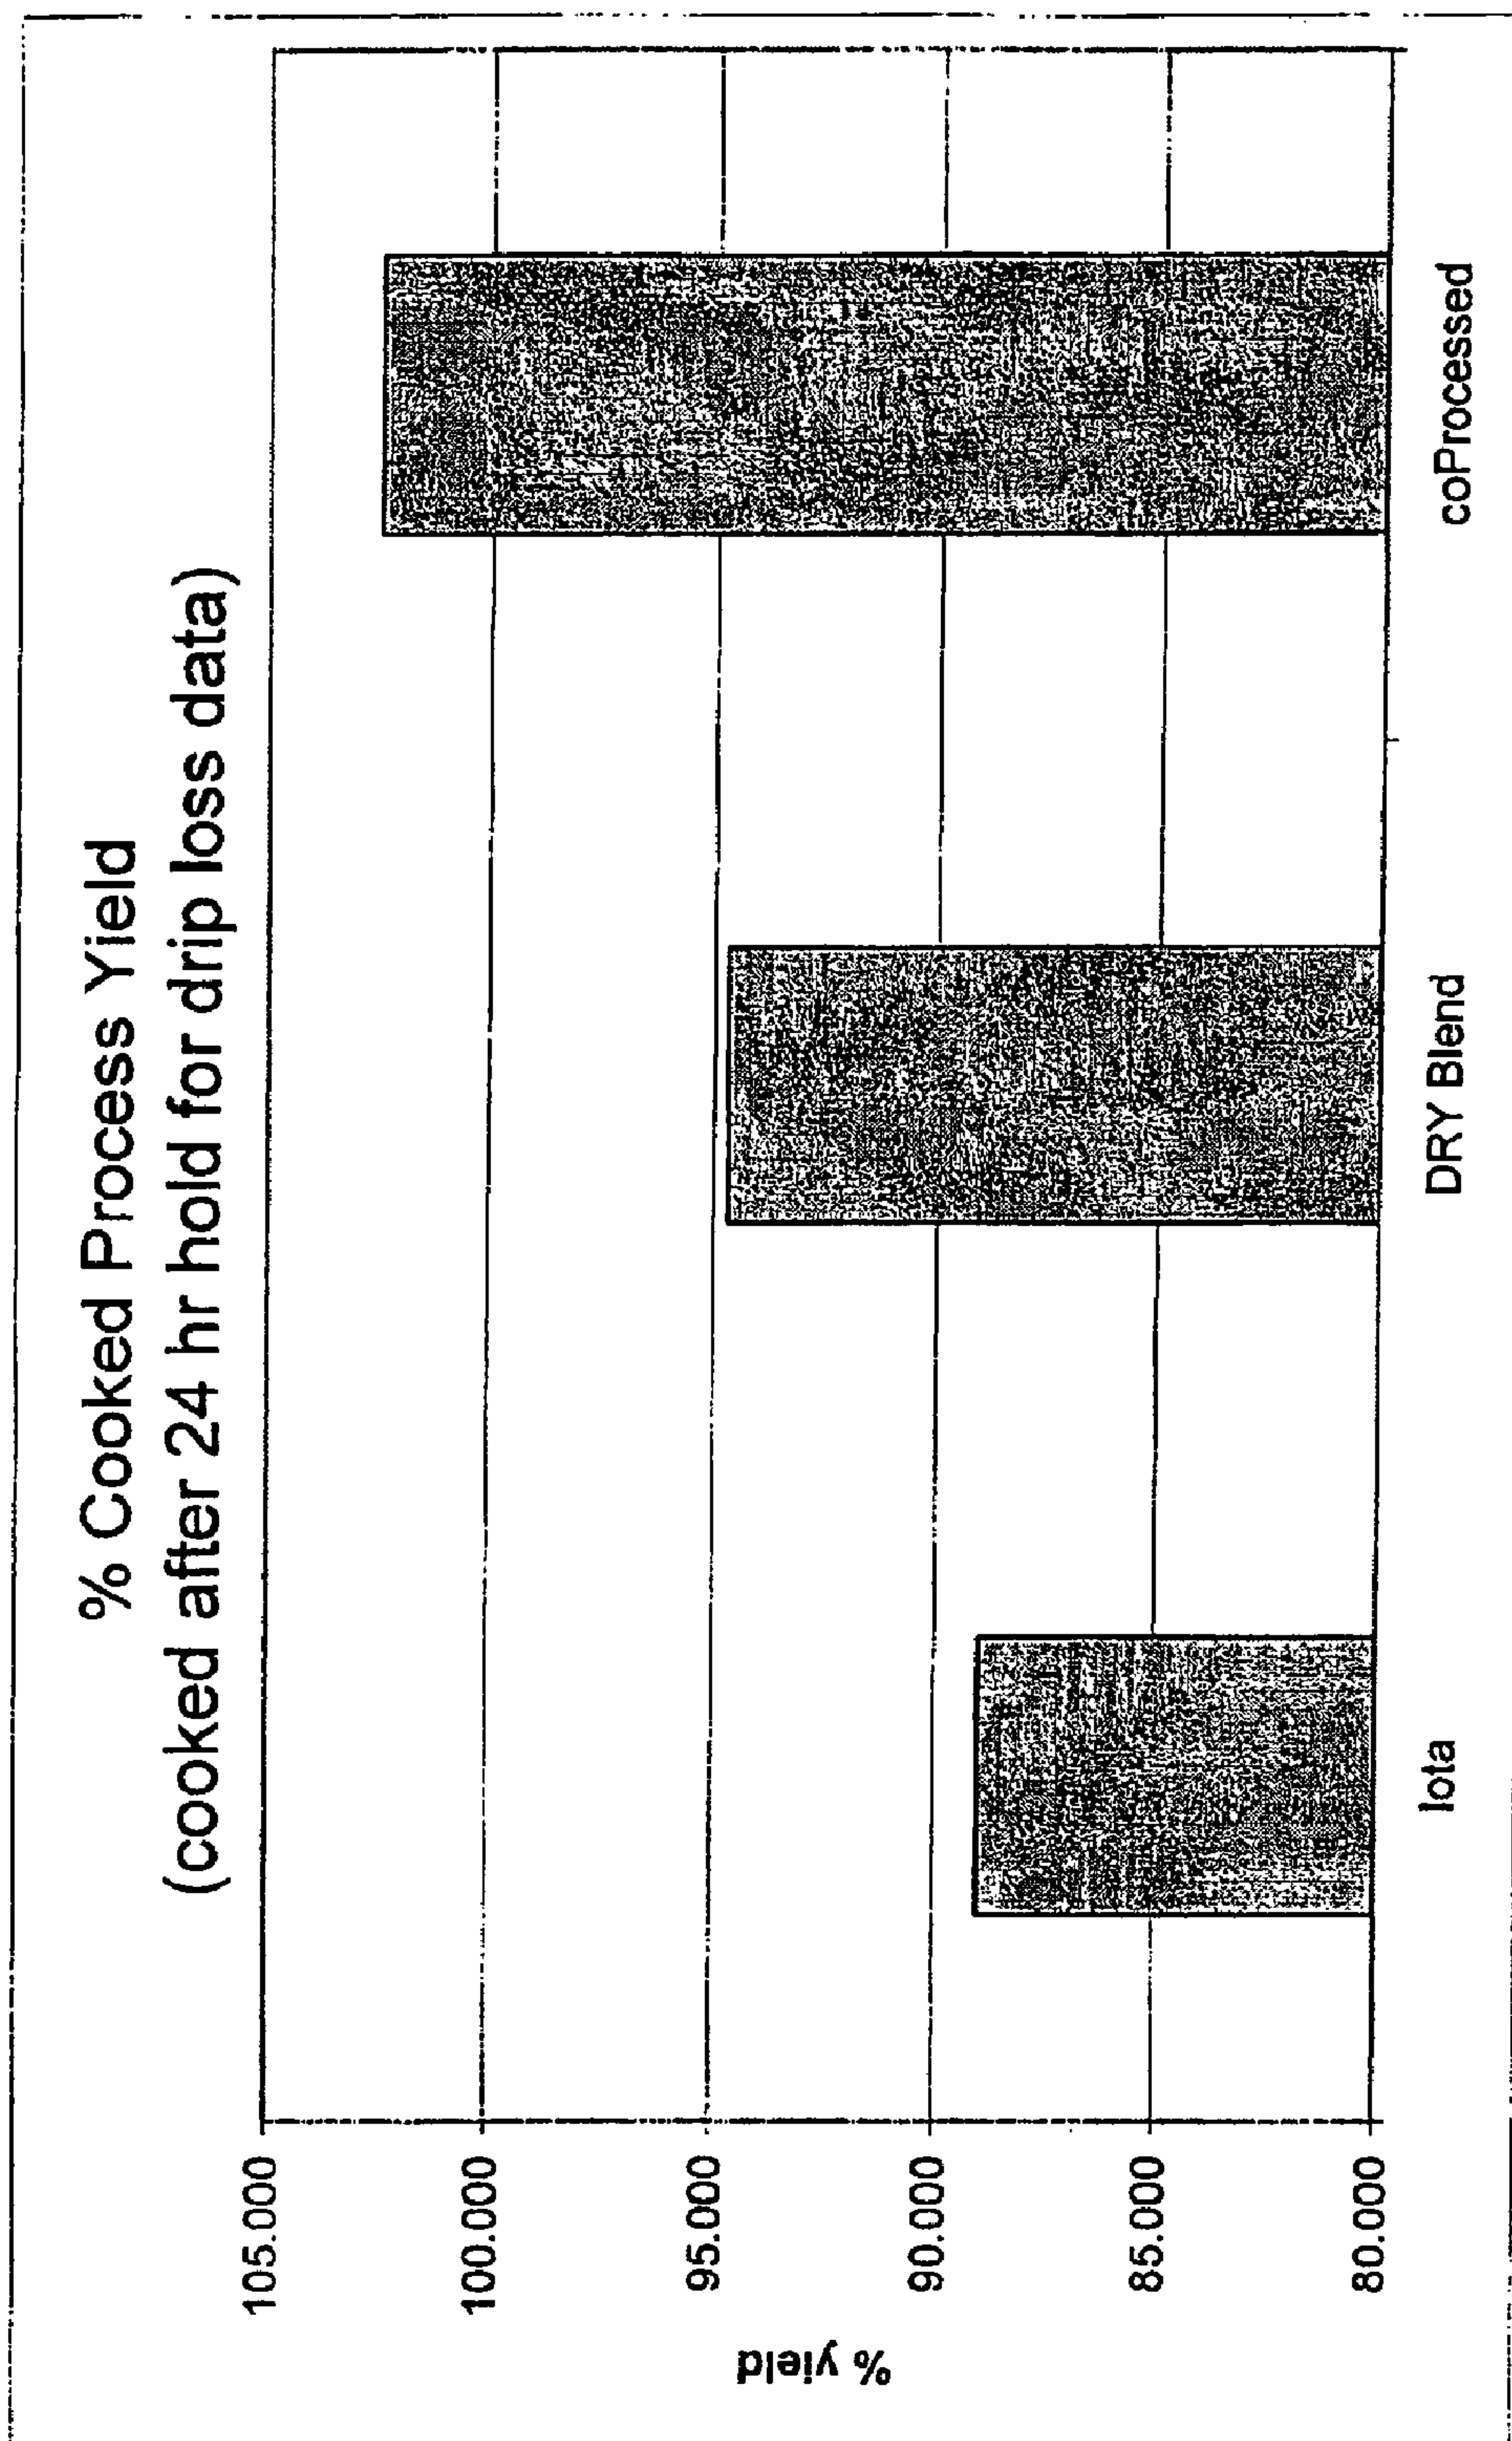 % Cooked Process Yield
(cooked after 24 hr hold for drip loss data)
105.000
100.000
95.000
90.000
85.000
80.000
% yield
Iota
DRY Blend
coProcessed